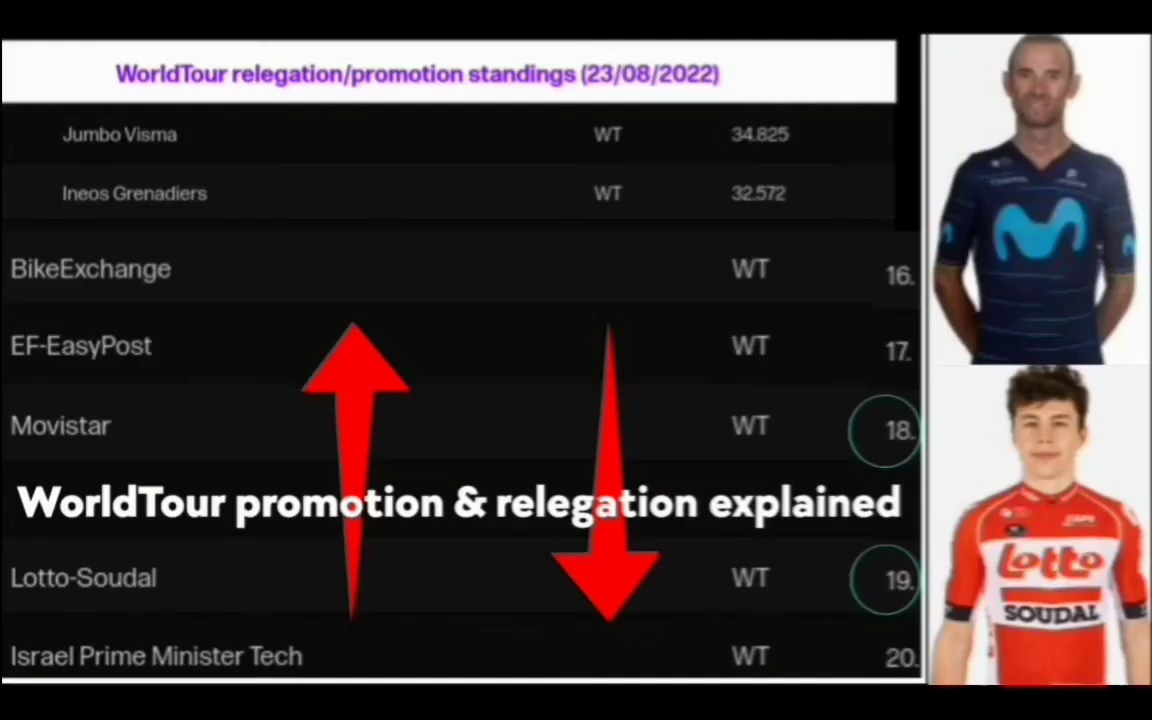 WorldTour relegation/promotion standings (23/08/2022)
Jumbo Visma WT 34.825
Ineos Grenadiers WT 32.572
BikeExchange WT 16.
EF-EasyPost WT 17.
Movistar WT 18.
WorldTour promotion & relegation explained
Lotto-Soudal WT 19.
Israel Prime Minister Tech WT 20.
Lotto
SOUDAL